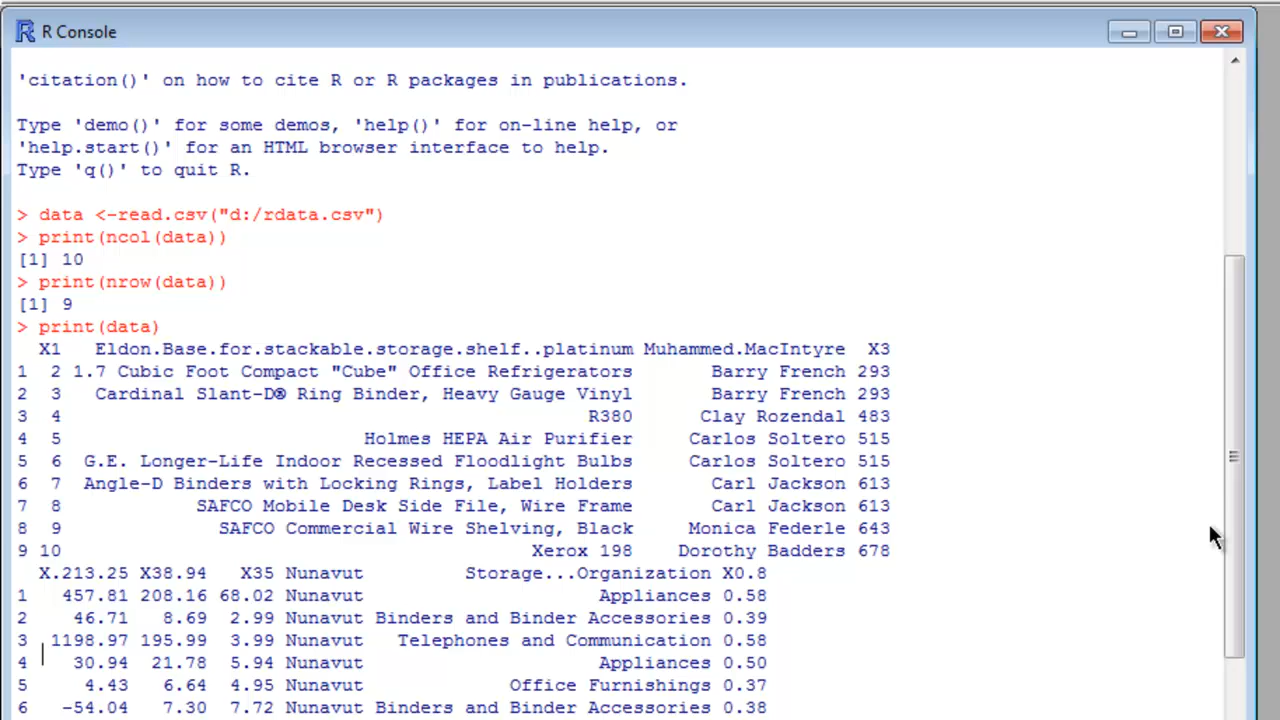 R Console
'citation()' on how to cite R or R packages in publications.
Type 'demo()' for some demos, 'help()' for on-line help, or
'help.start()' for an HTML browser interface to help.
Type 'q()' to quit R.
> data <-read.csv("d:/rdata.csv")
> print(ncol(data))
[1] 10
> print(nrow(data))
[1] 9
> print(data)
  X1   Eldon.Base.for.stackable.storage.shelf..platinum Muhammed.MacIntyre  X3
1  2 1.7 Cubic Foot Compact "Cube" Office Refrigerators       Barry French 293
2  3   Cardinal Slant-D® Ring Binder, Heavy Gauge Vinyl       Barry French 293
3  4                                               R380      Clay Rozendal 483
4  5                           Holmes HEPA Air Purifier     Carlos Soltero 515
5  6  G.E. Longer-Life Indoor Recessed Floodlight Bulbs     Carlos Soltero 515
6  7  Angle-D Binders with Locking Rings, Label Holders       Carl Jackson 613
7  8            SAFCO Mobile Desk Side File, Wire Frame       Carl Jackson 613
8  9              SAFCO Commercial Wire Shelving, Black     Monica Federle 643
9 10                                          Xerox 198    Dorothy Badders 678
  X.213.25 X38.94   X35 Nunavut         Storage...Organization X0.8
1   457.81 208.16 68.02 Nunavut                     Appliances 0.58
2    46.71   8.69  2.99 Nunavut Binders and Binder Accessories 0.39
3  1198.97 195.99  3.99 Nunavut   Telephones and Communication 0.58
4    30.94  21.78  5.94 Nunavut                     Appliances 0.50
5     4.43   6.64  4.95 Nunavut             Office Furnishings 0.37
6   -54.04   7.30  7.72 Nunavut Binders and Binder Accessories 0.38